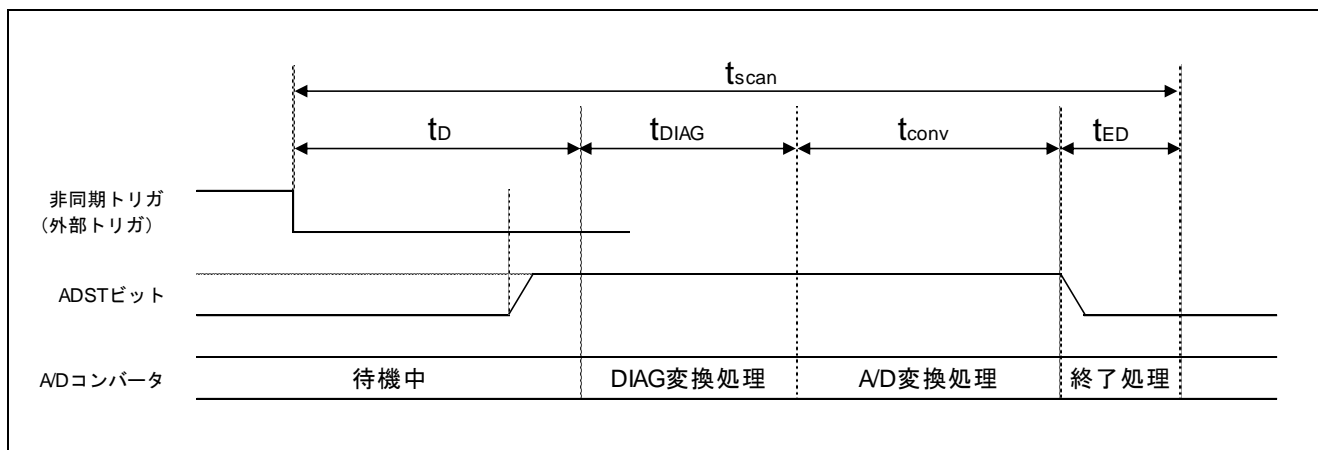 tscan
tD tDIAG tconv tED
非同期トリガ
（外部トリガ）
ADSTビット
A/Dコンバータ 待機中 DIAG変換処理 A/D変換処理 終了処理